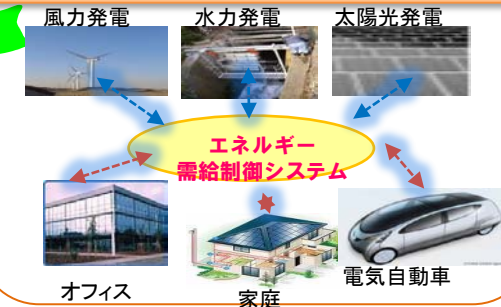 風力発電
水力発電
太陽光発電
エネルギー
需給制御システム
オフィス
家庭
電気自動車